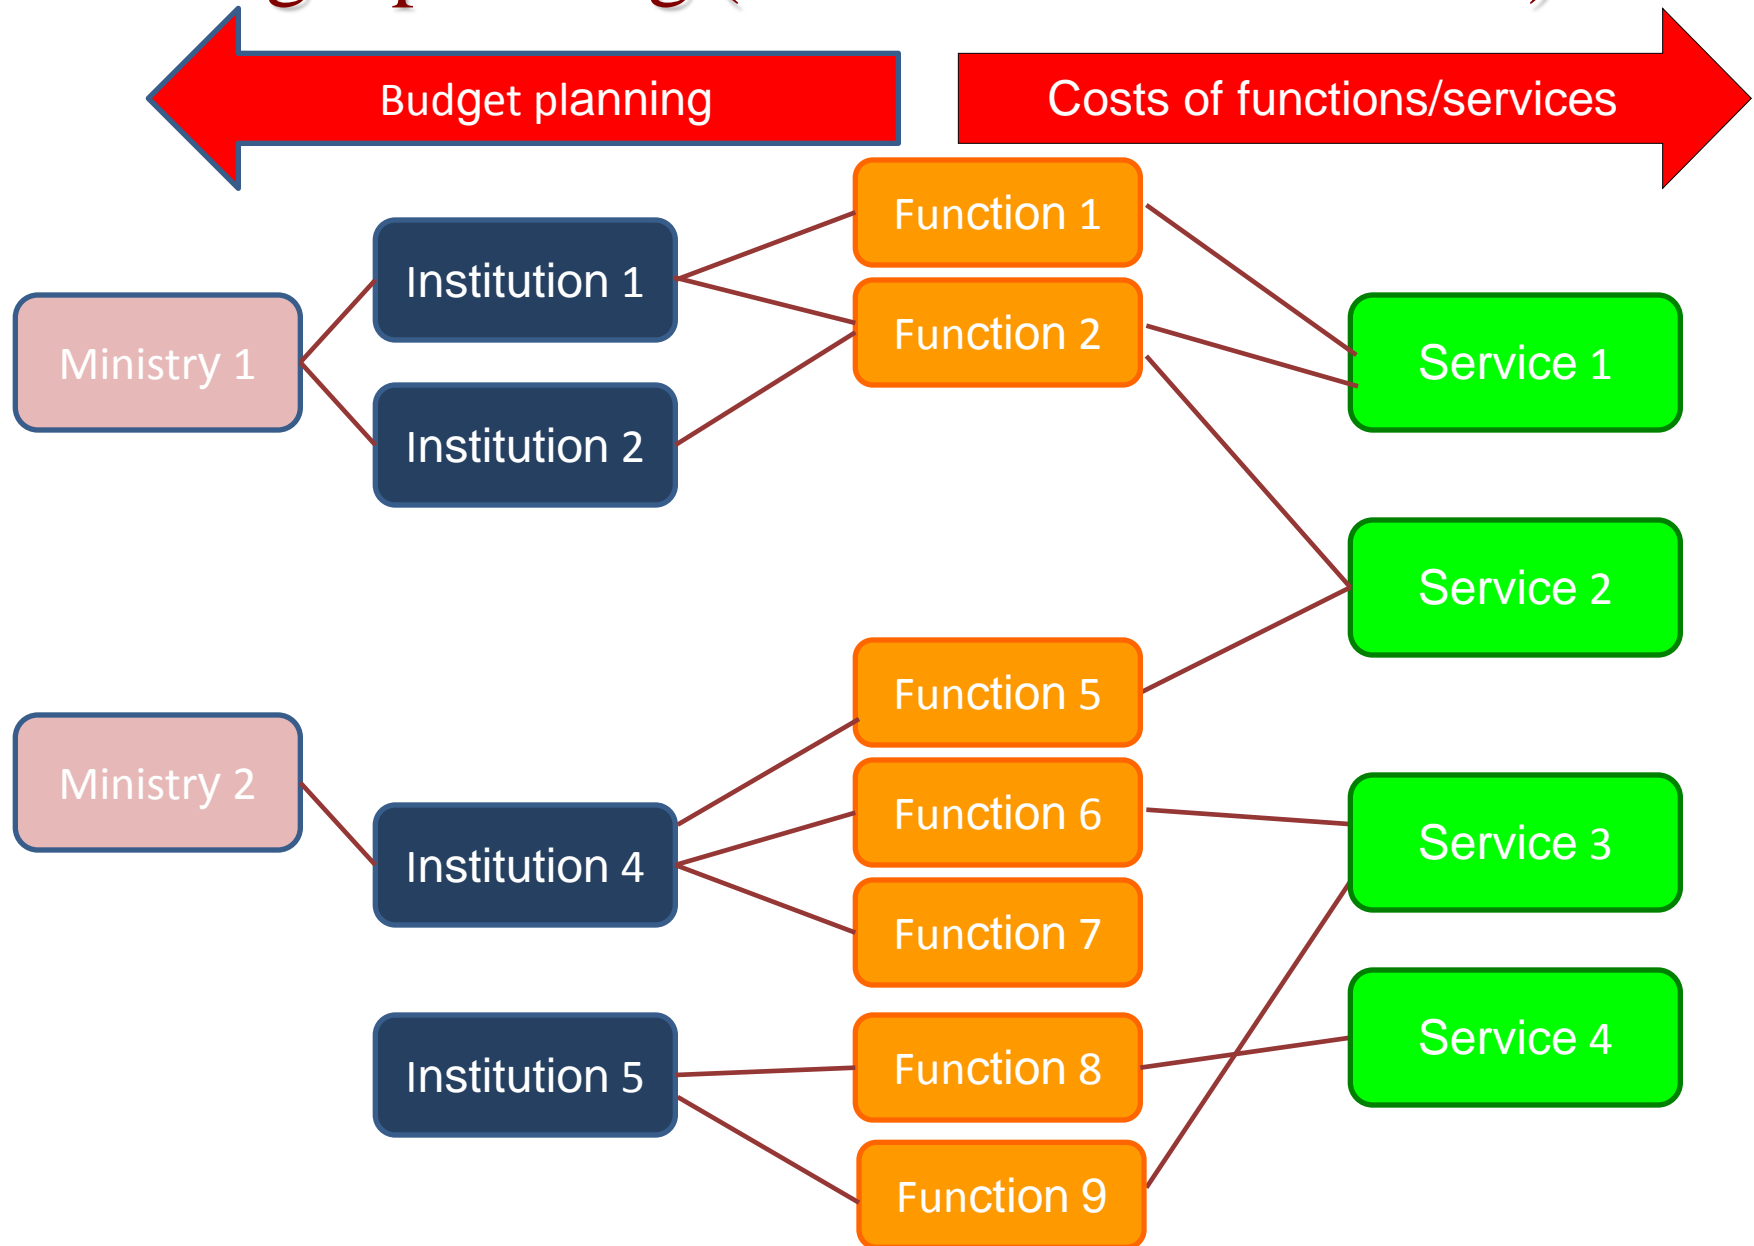 Budget planning
Costs of functions/services
Function 1
Institution 1
Function 2
Ministry 1
Service 1
Institution 2
Service 2
Function 5
Ministry 2
Function 6
Service 3
Institution 4
Function 7
Service 4
Institution 5
Function 8
Function 9